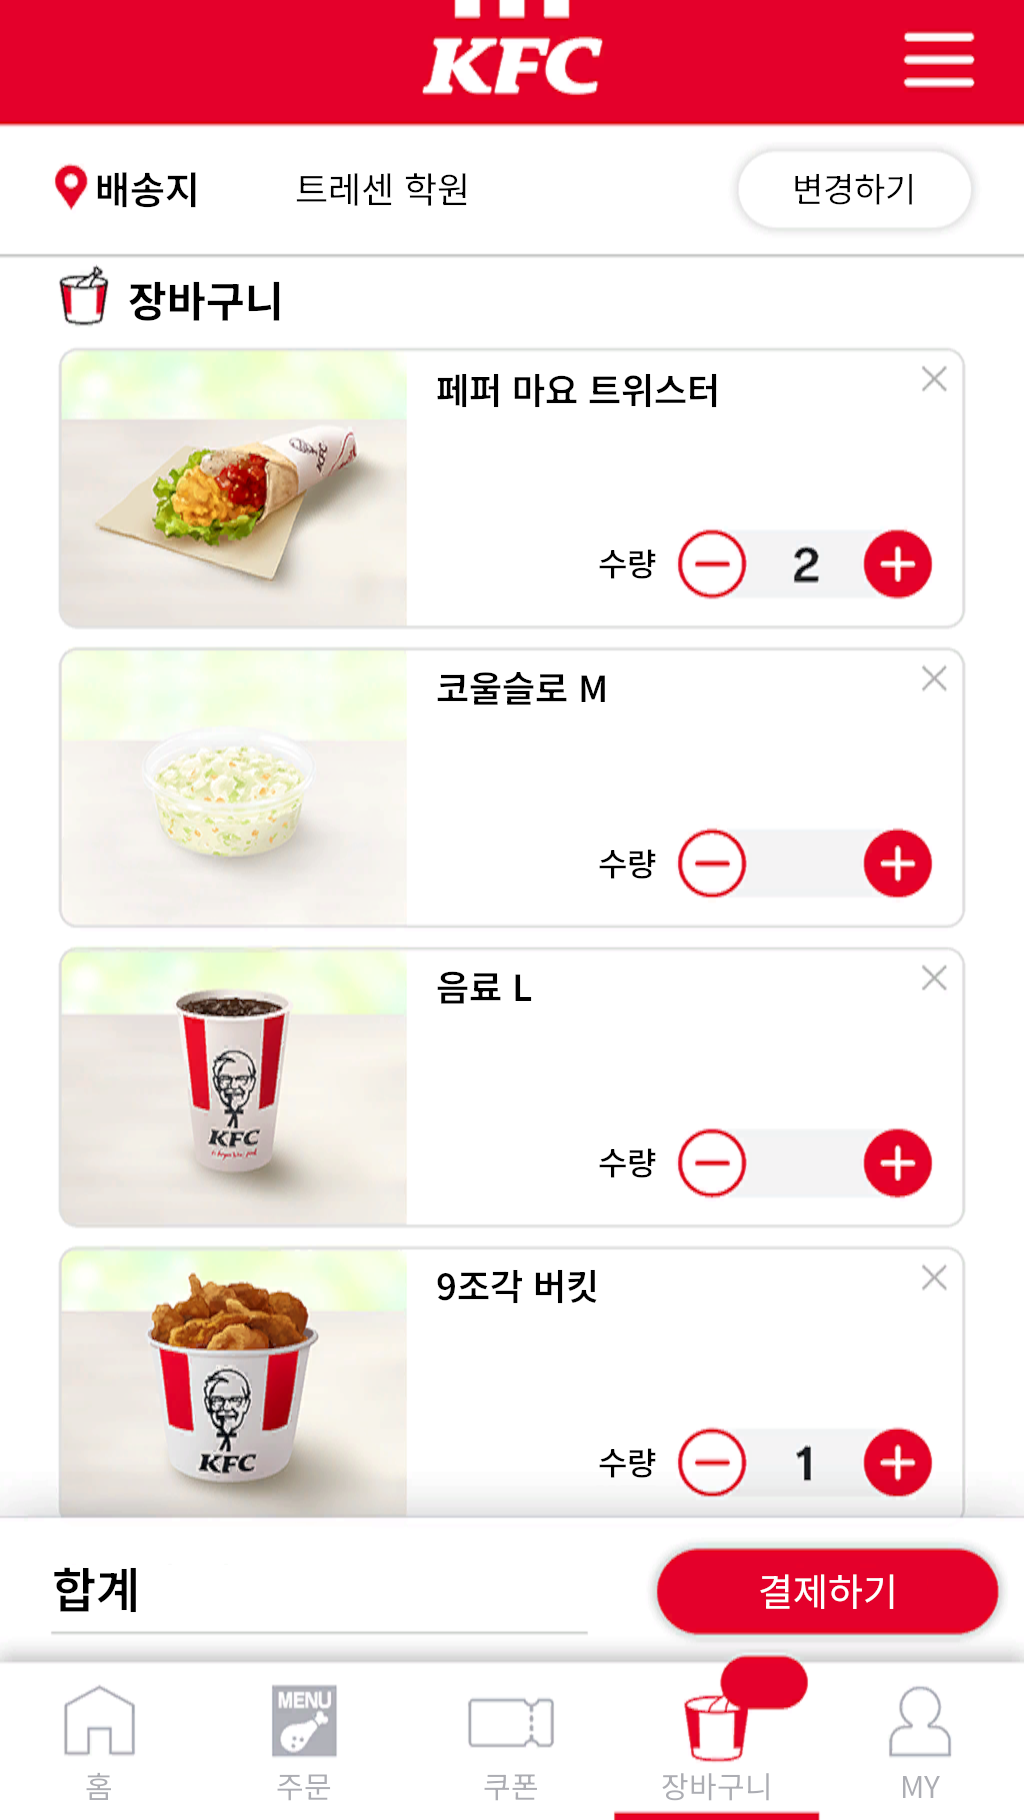 KFC
배송지 트레센 학원 변경하기
장바구니
페퍼 마요 트위스터
KFC
수량 2
코울슬로 M
수량
음료 L
KFC
수량
9조각 버킷
KFC
수량 1
합계 결제하기
MENU
홈 주문 쿠폰 장바구니 MY